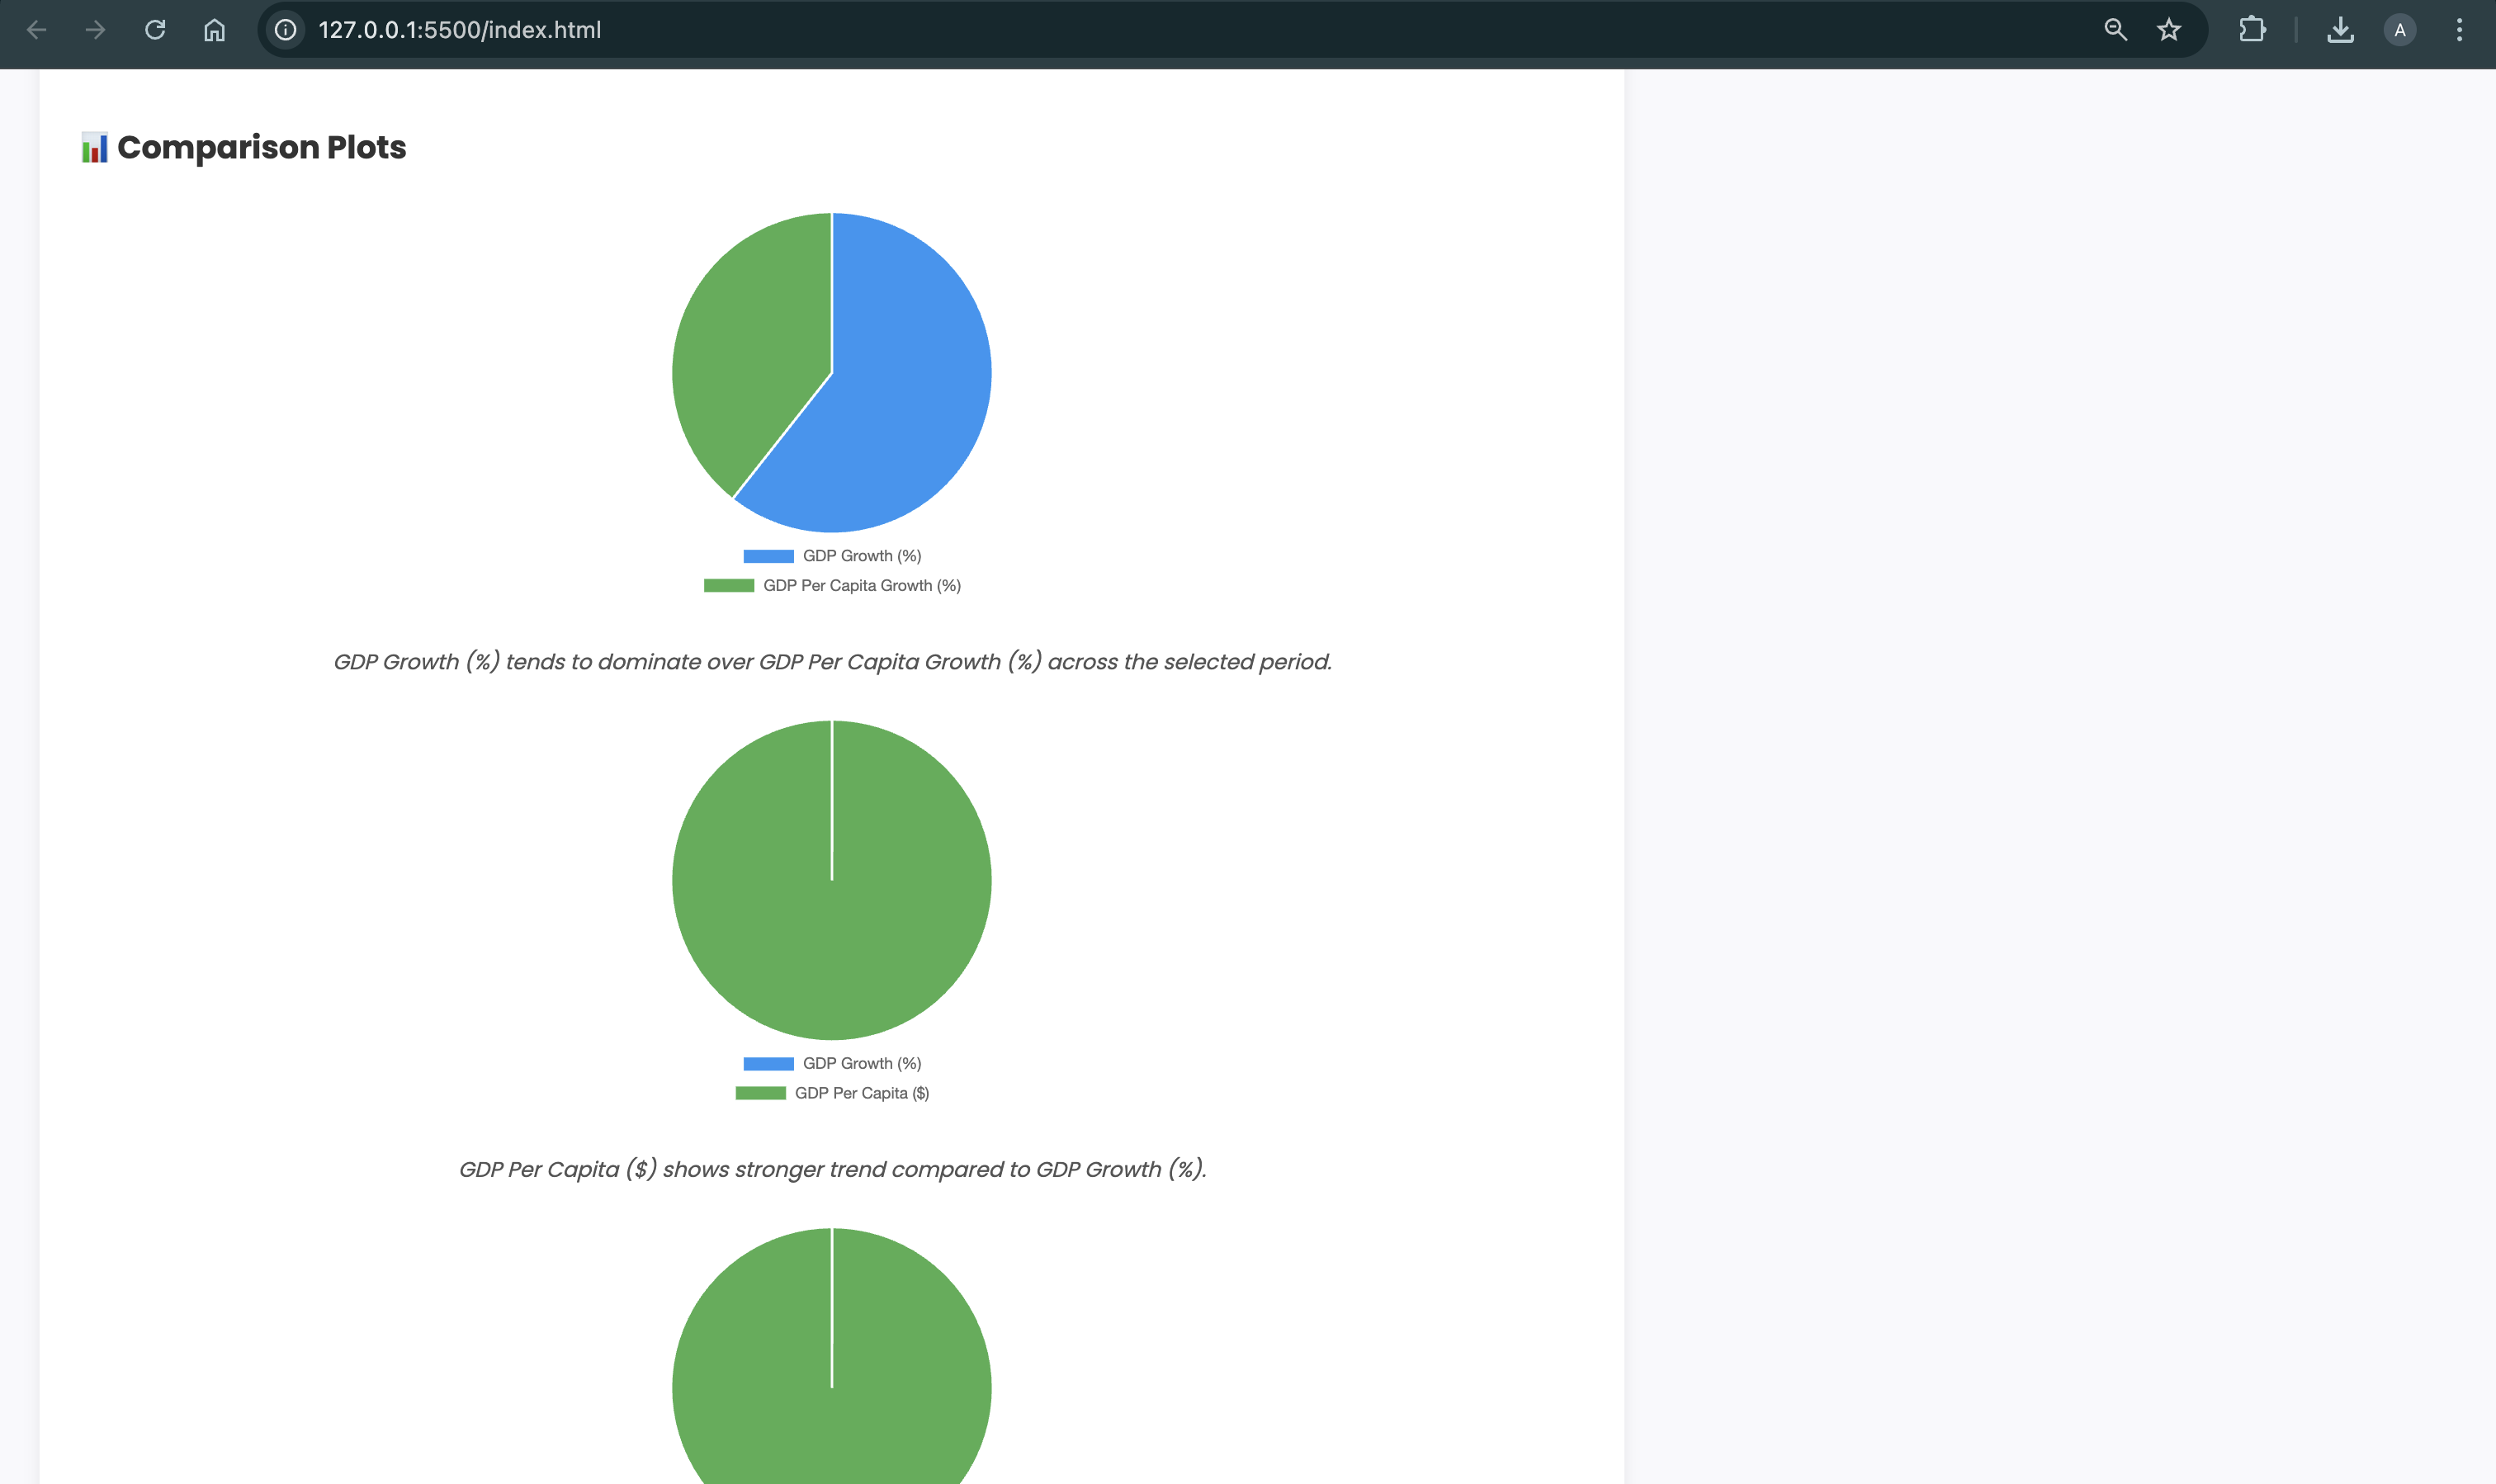 127.0.0.1:5500/index.html
A
Comparison Plots
GDP Growth (%)
GDP Per Capita Growth (%)
GDP Growth (%) tends to dominate over GDP Per Capita Growth (%) across the selected period.
GDP Growth (%)
GDP Per Capita ($)
GDP Per Capita ($) shows stronger trend compared to GDP Growth (%).